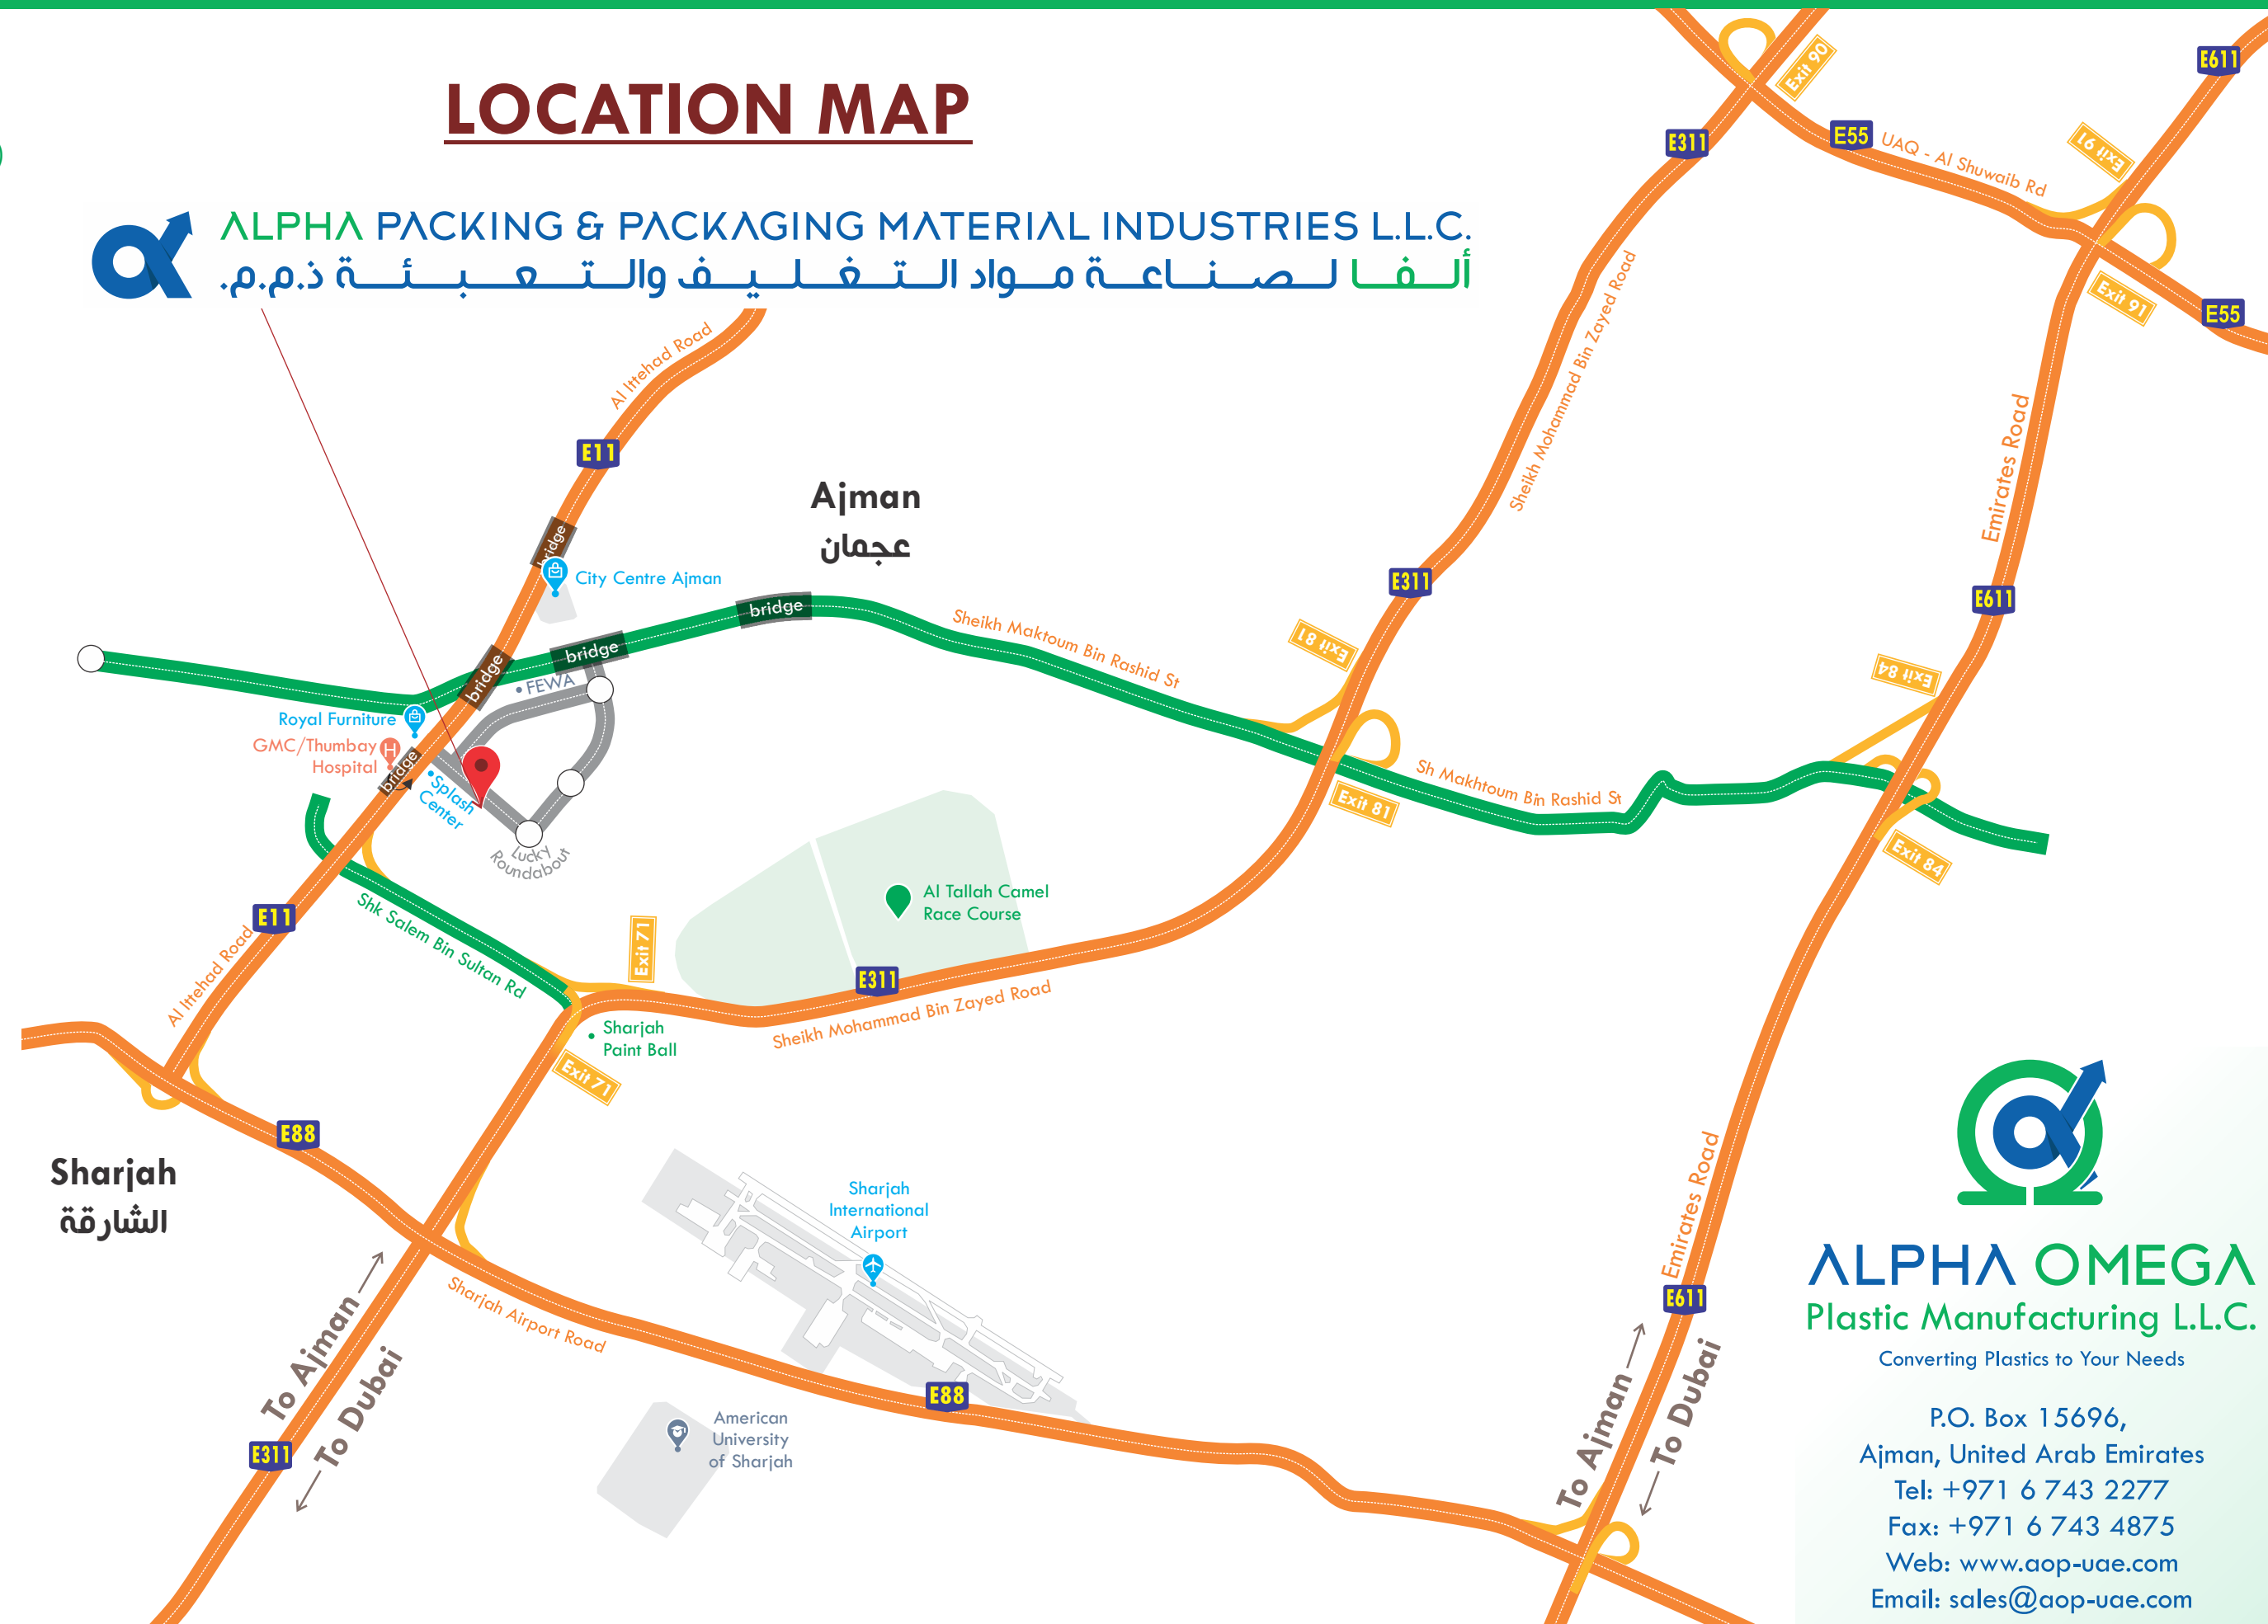 LOCATION MAP
ALPHA PACKING & PACKAGING MATERIAL INDUSTRIES L.L.C.
ألفا لصناعة مواد التغليف والتعبئة ذ.م.م.
Exit 90
E611
E311
E55
UAQ - Al Shuwaib Rd
Exit 91
Exit 91
E55
Al Ittehad Road
E11
Sheikh Mohammad Bin Zayed Road
Emirates Road
Ajman
عجمان
bridge
City Centre Ajman
E311
E611
bridge
Sheikh Maktoum Bin Rashid St
Exit 81
bridge
bridge
FEWA
Exit 84
Royal Furniture
GMC/Thumbay
Hospital
bridge
Splash
Center
Sh Makhtoum Bin Rashid St
Exit 81
Lucky
Roundabout
Exit 84
Al Tallah Camel
Race Course
E11
Shk Salem Bin Sultan Rd
Exit 71
Al Ittehad Road
E311
Sheikh Mohammad Bin Zayed Road
Sharjah
Paint Ball
Exit 71
E88
Sharjah
الشارقة
Sharjah
International
Airport
Emirates Road
E611
Sharjah Airport Road
To Ajman
To Dubai
E311
E88
American
University
of Sharjah
To Ajman
To Dubai
ALPHA OMEGA
Plastic Manufacturing L.L.C.
Converting Plastics to Your Needs
P.O. Box 15696,
Ajman, United Arab Emirates
Tel: +971 6 743 2277
Fax: +971 6 743 4875
Web: www.aop-uae.com
Email: sales@aop-uae.com